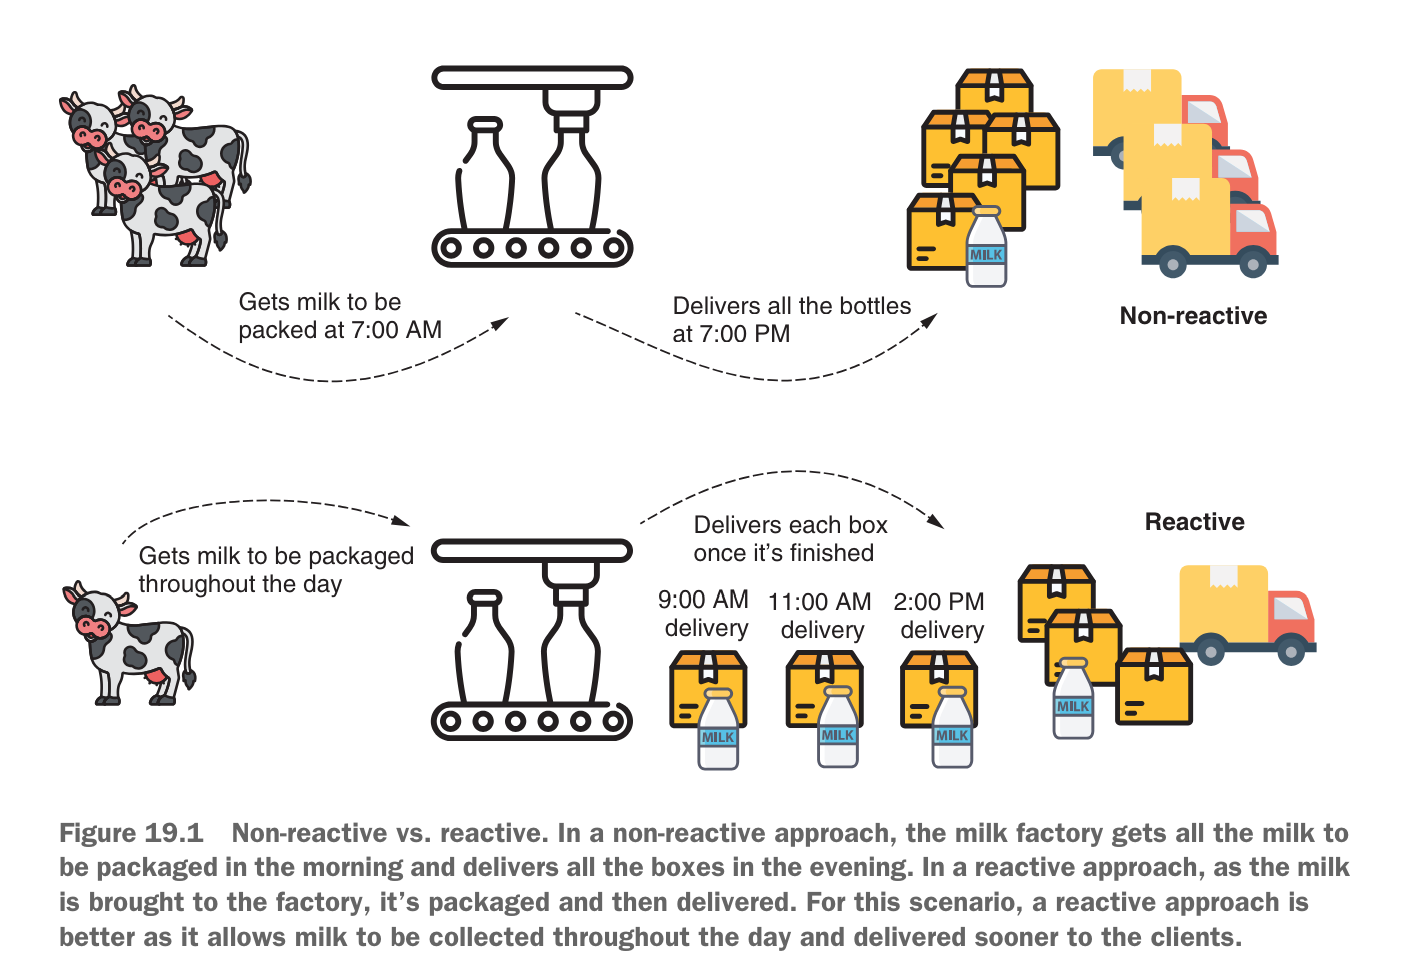 Gets milk to be
packed at 7:00 AM
Delivers all the bottles
at 7:00 PM
MILK
Non-reactive
Gets milk to be packaged
throughout the day
Delivers each box
once it’s finished
9:00 AM
delivery
11:00 AM
delivery
2:00 PM
delivery
MILK
MILK
MILK
Reactive
MILK
Figure 19.1 Non-reactive vs. reactive. In a non-reactive approach, the milk factory gets all the milk to
be packaged in the morning and delivers all the boxes in the evening. In a reactive approach, as the milk
is brought to the factory, it’s packaged and then delivered. For this scenario, a reactive approach is
better as it allows milk to be collected throughout the day and delivered sooner to the clients.